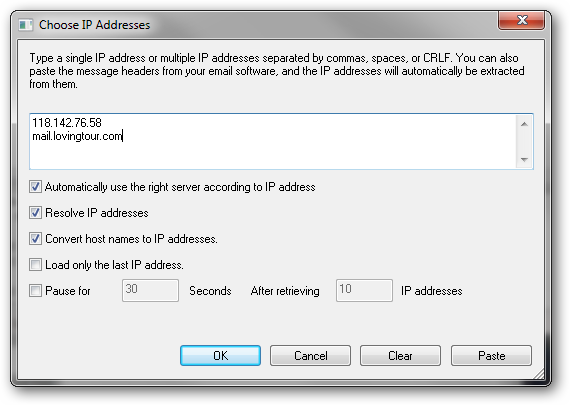 Choose IP Addresses
Type a single IP address or multiple IP addresses separated by commas, spaces, or CRLF. You can also
paste the message headers from your email software, and the IP addresses will automatically be extracted
from them.
118.142.76.58
mail.lovingtour.com
Automatically use the right server according to IP address
Resolve IP addresses
Convert host names to IP addresses.
Load only the last IP address.
Pause for 30 Seconds After retrieving 10 IP addresses
OK Cancel Clear Paste